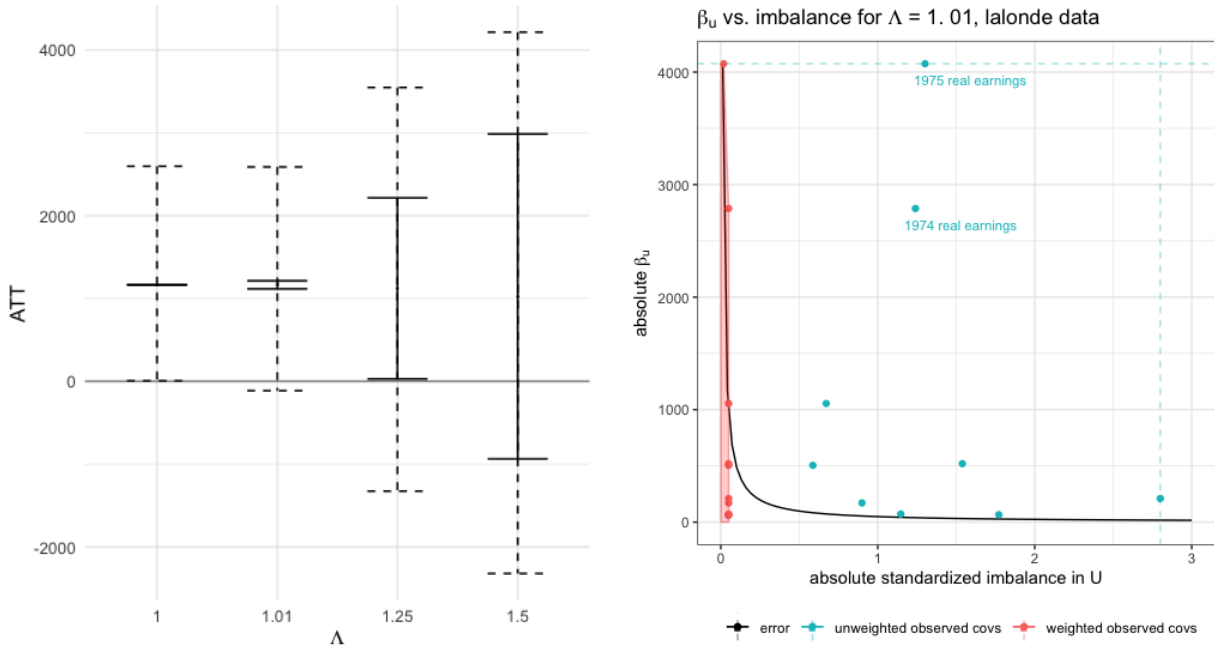 4000
2000
0
-2000
ATT
1
1.01
1.25
1.5
Λ
βu vs. imbalance for Λ = 1. 01, lalonde data
4000
3000
2000
1000
0
absolute βu
1975 real earnings
1974 real earnings
0
1
2
3
absolute standardized imbalance in U
error
unweighted observed covs
weighted observed covs